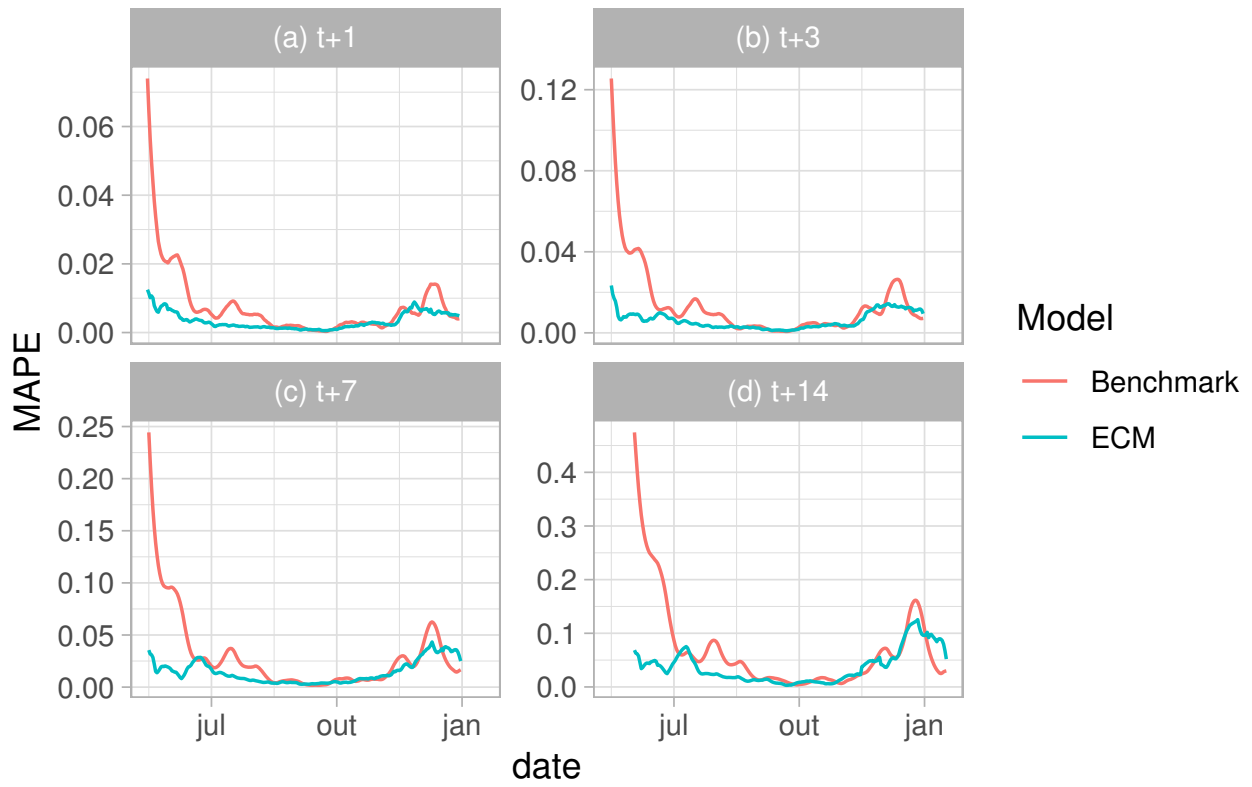 (a) t+1
(b) t+3
0.06
0.04
0.02
0.00
0.12
0.08
0.04
0.00
MAPE
(c) t+7
(d) t+14
0.25
0.20
0.15
0.10
0.05
0.00
0.4
0.3
0.2
0.1
0.0
jul
out
jan
jul
out
jan
date
Model
Benchmark
ECM